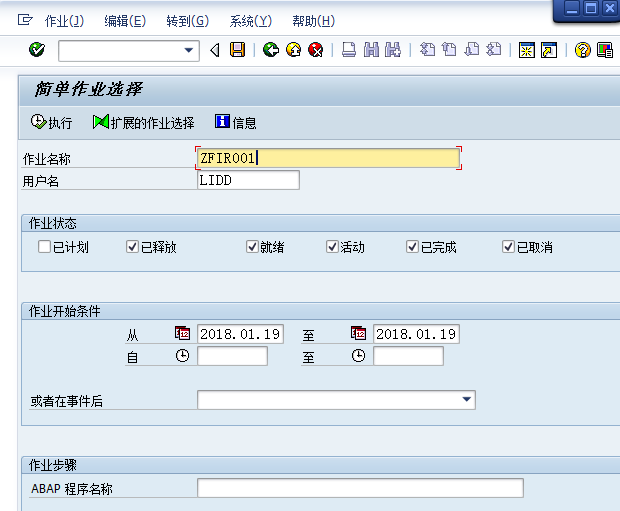 作业(J) 编辑(E) 转到(G) 系统(Y) 帮助(H)
简单作业选择
执行 扩展的作业选择 信息
作业名称 ZFIR001
用户名 LIDD
作业状态
已计划 已释放 就绪 活动 已完成 已取消
作业开始条件
从 2018.01.19 至 2018.01.19
自 至
或者在事件后
作业步骤
ABAP 程序名称